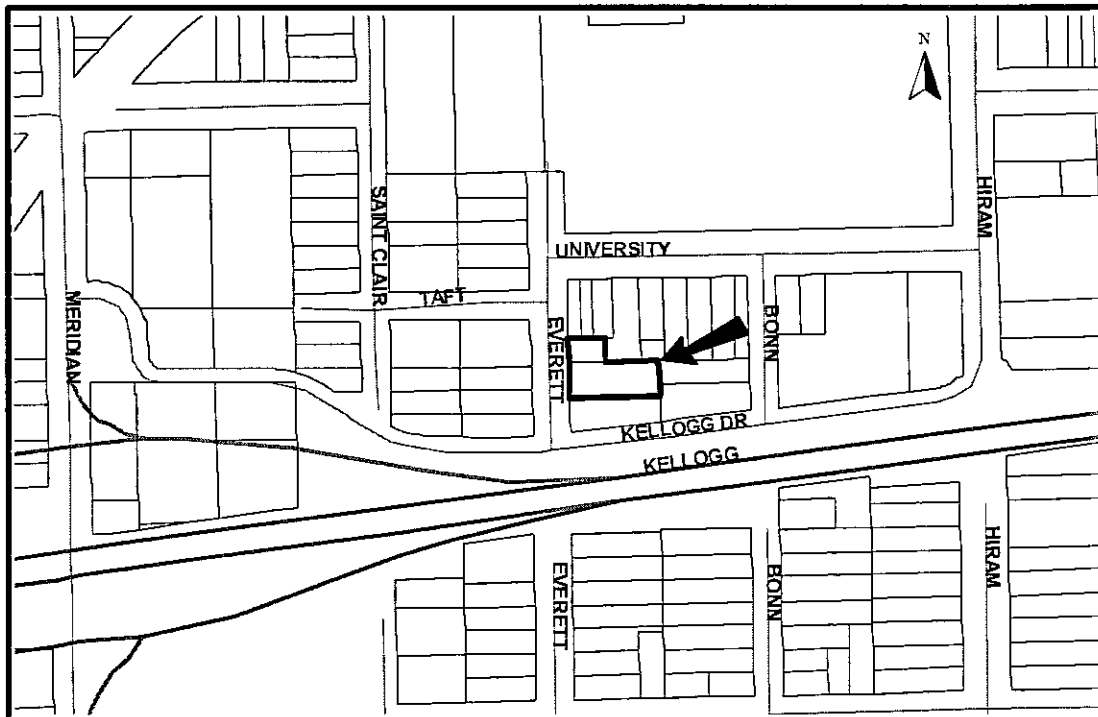 N
SAINT CLAIR
HIRAM
UNIVERSITY
TAFT
MERIDIAN
EVERETT
BONN
KELLOGG DR
KELLOGG
EVERETT
BONN
HIRAM